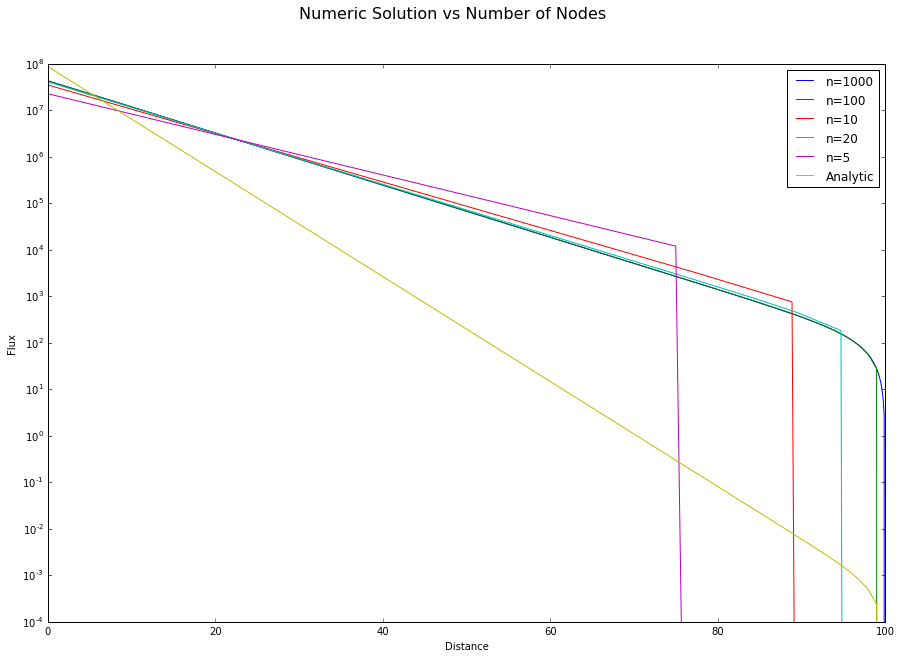 Numeric Solution vs Number of Nodes
10^8
10^7
10^6
10^5
10^4
10^3
10^2
10^1
10^0
10^-1
10^-2
10^-3
10^-4
Flux
n=1000
n=100
n=10
n=20
n=5
Analytic
0 20 40 60 80 100
Distance